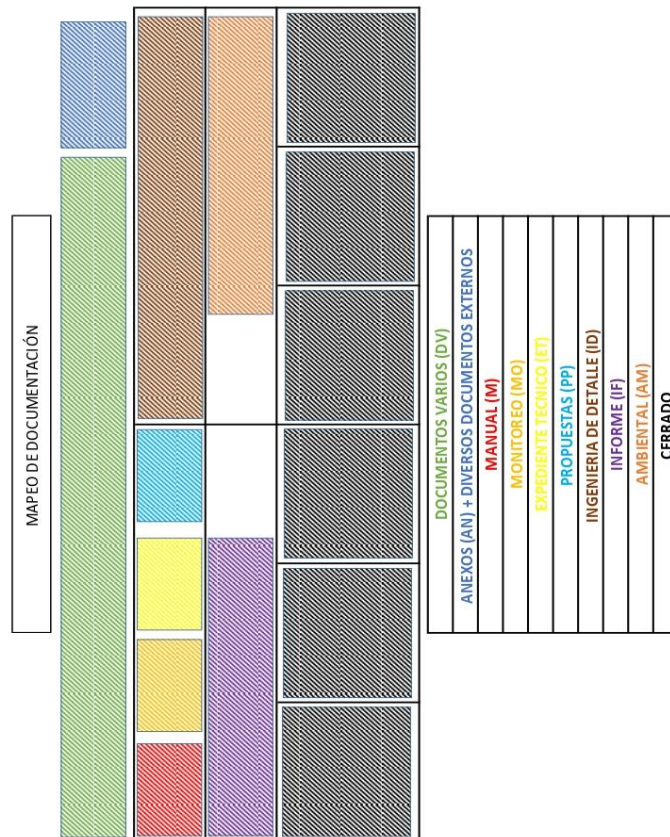 MAPEO DE DOCUMENTACIÓN
DOCUMENTOS VARIOS (DV)
ANEXOS (AN) + DIVERSOS DOCUMENTOS EXTERNOS
MANUAL (M)
MONITOREO (MO)
EXPEDIENTE TECNICO (ET)
PROPUESTAS (PP)
INGENIERIA DE DETALLE (ID)
INFORME (IF)
AMBIENTAL (AM)
CERRADO